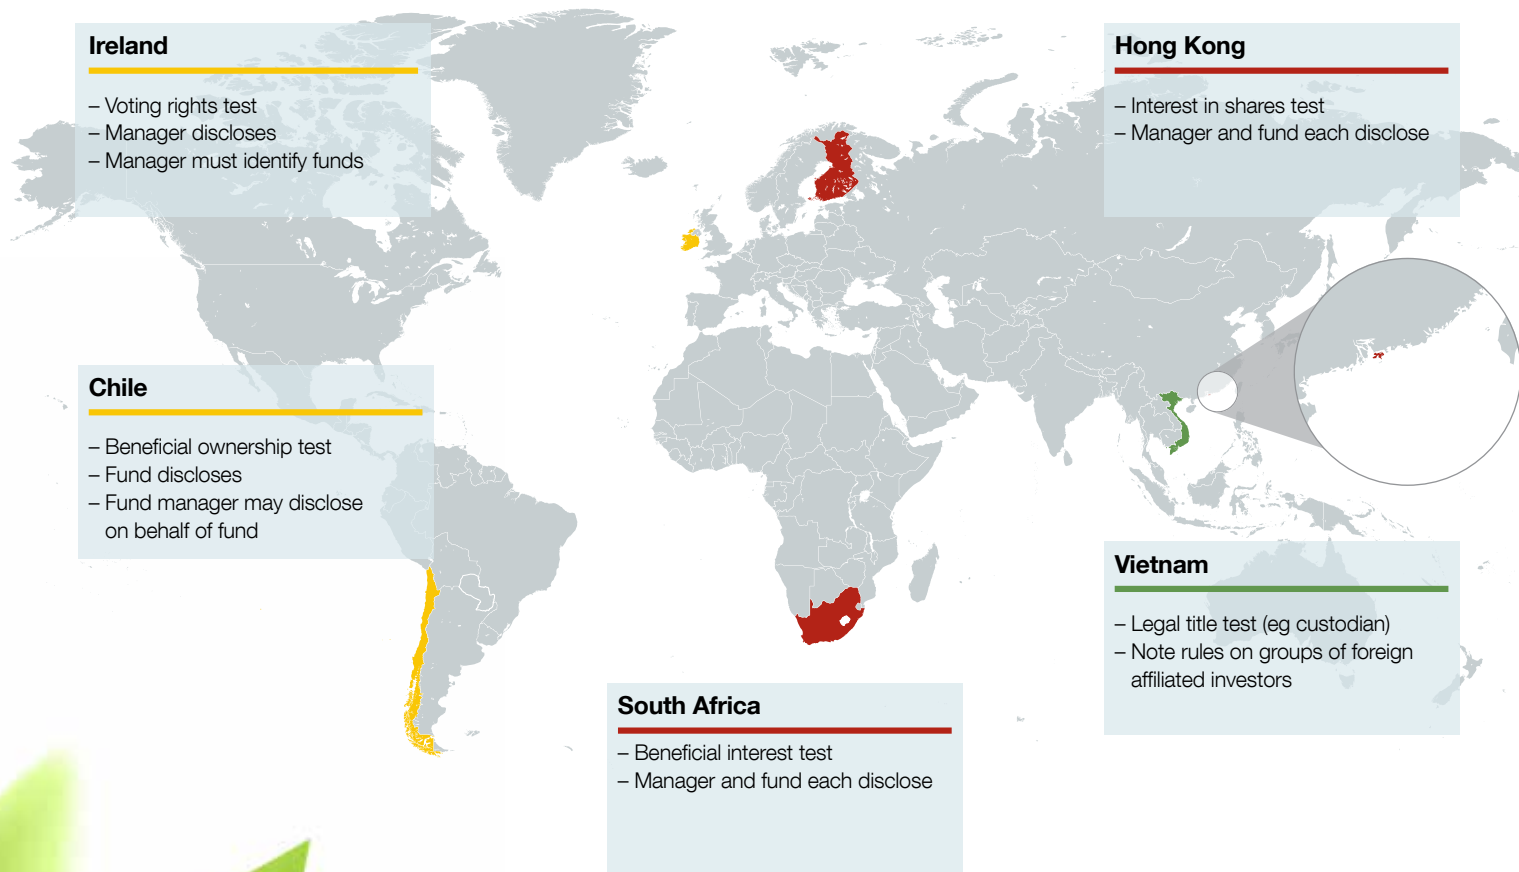 Ireland
– Voting rights test
– Manager discloses
– Manager must identify funds
Hong Kong
– Interest in shares test
– Manager and fund each disclose
Chile
– Beneficial ownership test
– Fund discloses
– Fund manager may disclose
on behalf of fund
Vietnam
– Legal title test (eg custodian)
– Note rules on groups of foreign
affiliated investors
South Africa
– Beneficial interest test
– Manager and fund each disclose